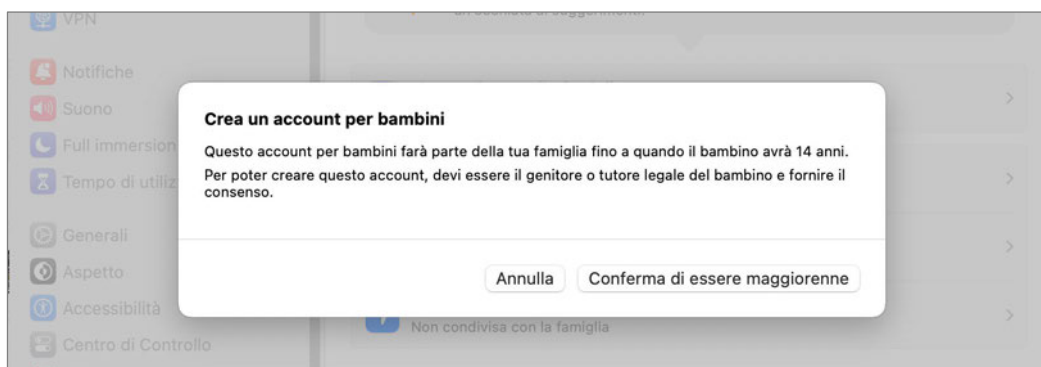 VPN
Notifiche
Suono
Full immersion
Tempo di utiliz
Generali
Aspetto
Accessibilità
Centro di Controllo
Crea un account per bambini
Questo account per bambini farà parte della tua famiglia fino a quando il bambino avrà 14 anni.
Per poter creare questo account, devi essere il genitore o tutore legale del bambino e fornire il
consenso.
Annulla
Conferma di essere maggiorenne
Non condivisa con la famiglia